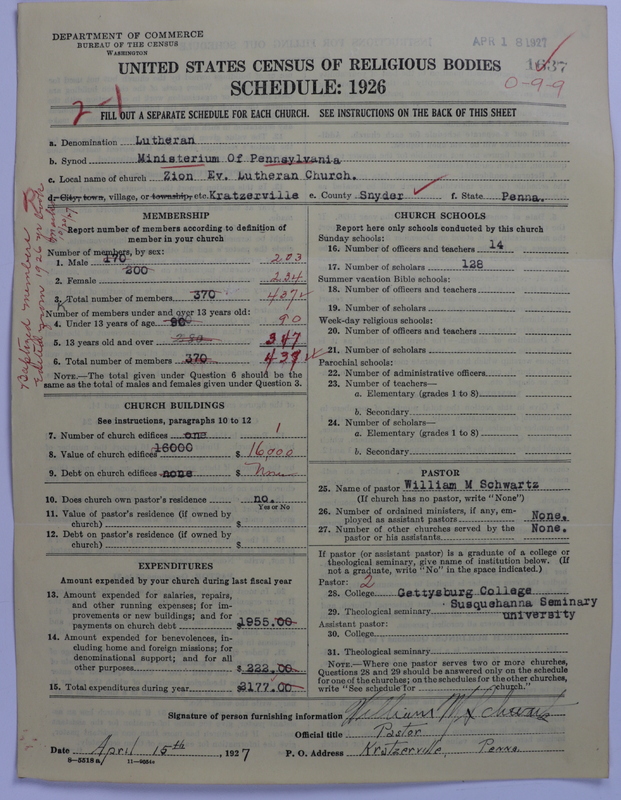 DEPARTMENT OF COMMERCE
BUREAU OF THE CENSUS
WASHINGTON
APR 18 1927
1637
0-9-9
UNITED STATES CENSUS OF RELIGIOUS BODIES
SCHEDULE: 1926
2-1
FILL OUT A SEPARATE SCHEDULE FOR EACH CHURCH. SEE INSTRUCTIONS ON THE BACK OF THIS SHEET
a. Denomination Lutheran
b. Synod Ministerium Of Pennsylvania
c. Local name of church Zion Ev. Lutheran Church.
d. City, town, village, or township, etc. Kratzerville e. County Snyder f. State Penna.
Baptized members
Edited from 1926 yr book
MEMBERSHIP
Report number of members according to definition of
member in your church
Number of members, by sex:
1. Male 170 203
2. Female 200 234
3. Total number of members 370 437
Number of members under and over 13 years old:
4. Under 13 years of age 90 90
5. 13 years old and over 280 347
6. Total number of members 370 437
NOTE.—The total given under Question 6 should be the
same as the total of males and females given under Question 3.
CHURCH BUILDINGS
See instructions, paragraphs 10 to 12
7. Number of church edifices one 1
8. Value of church edifices 16000 $ 16,000
9. Debt on church edifices none $ None
10. Does church own pastor's residence no.
Yes or No
11. Value of pastor's residence (if owned by
church) $
12. Debt on pastor's residence (if owned by
church) $
EXPENDITURES
Amount expended by your church during last fiscal year
13. Amount expended for salaries, repairs,
and other running expenses; for im-
provements or new buildings; and for
payments on church debt $1955.00
14. Amount expended for benevolences, in-
cluding home and foreign missions; for
denominational support; and for all
other purposes $ 222.00
15. Total expenditures during year $2177.00
CHURCH SCHOOLS
Report here only schools conducted by this church
Sunday schools:
16. Number of officers and teachers 14
17. Number of scholars 128
Summer vacation Bible schools:
18. Number of officers and teachers
19. Number of scholars
Week-day religious schools:
20. Number of officers and teachers
21. Number of scholars
Parochial schools:
22. Number of administrative officers
23. Number of teachers—
a. Elementary (grades 1 to 8)
b. Secondary
24. Number of scholars—
a. Elementary (grades 1 to 8)
b. Secondary
PASTOR
25. Name of pastor William M Schwartz
(If church has no pastor, write "None")
26. Number of ordained ministers, if any, em-
ployed as assistant pastors None.
27. Number of other churches served by the
pastor or his assistants None.
If pastor (or assistant pastor) is a graduate of a college or
theological seminary, give name of institution below. (If
not a graduate, write "No" in the space indicated.)
Pastor: 2
28. College Gettysburg College
29. Theological seminary Susquehanna Seminary
university
Assistant pastor:
30. College
31. Theological seminary
NOTE.—Where one pastor serves two or more churches,
Questions 28 and 29 should be answered only on the schedule
for one of the churches; on the schedules for the other churches,
write "See schedule for church."
Signature of person furnishing information William M. Schwartz
Official title Pastor
Date April 15th, 1927 P. O. Address Kratzerville, Penna.
8-5518a 11-9554a